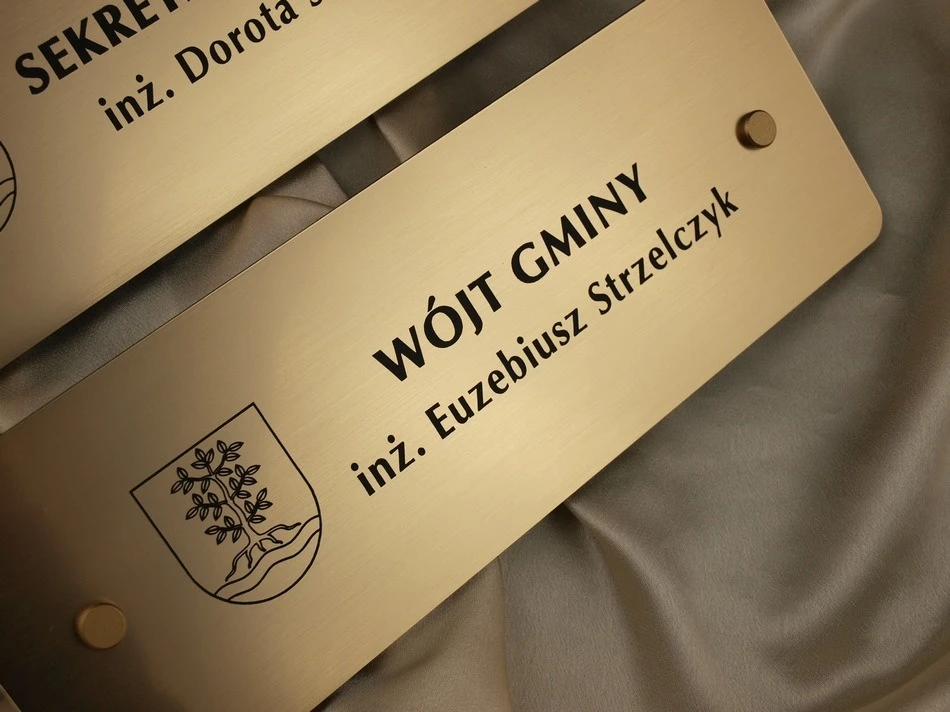 inż. Dorota
WÓJT GMINY
inż. Euzebiusz Strzelczyk